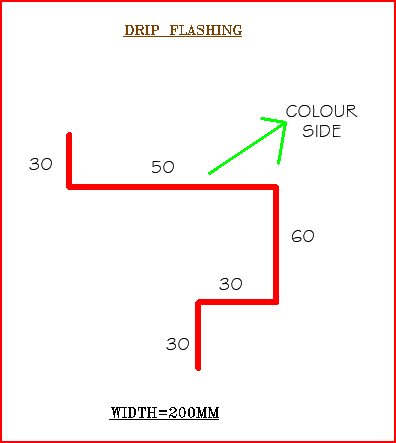 DRIP FLASHING
COLOUR
SIDE
30
50
60
30
30
WIDTH=200MM